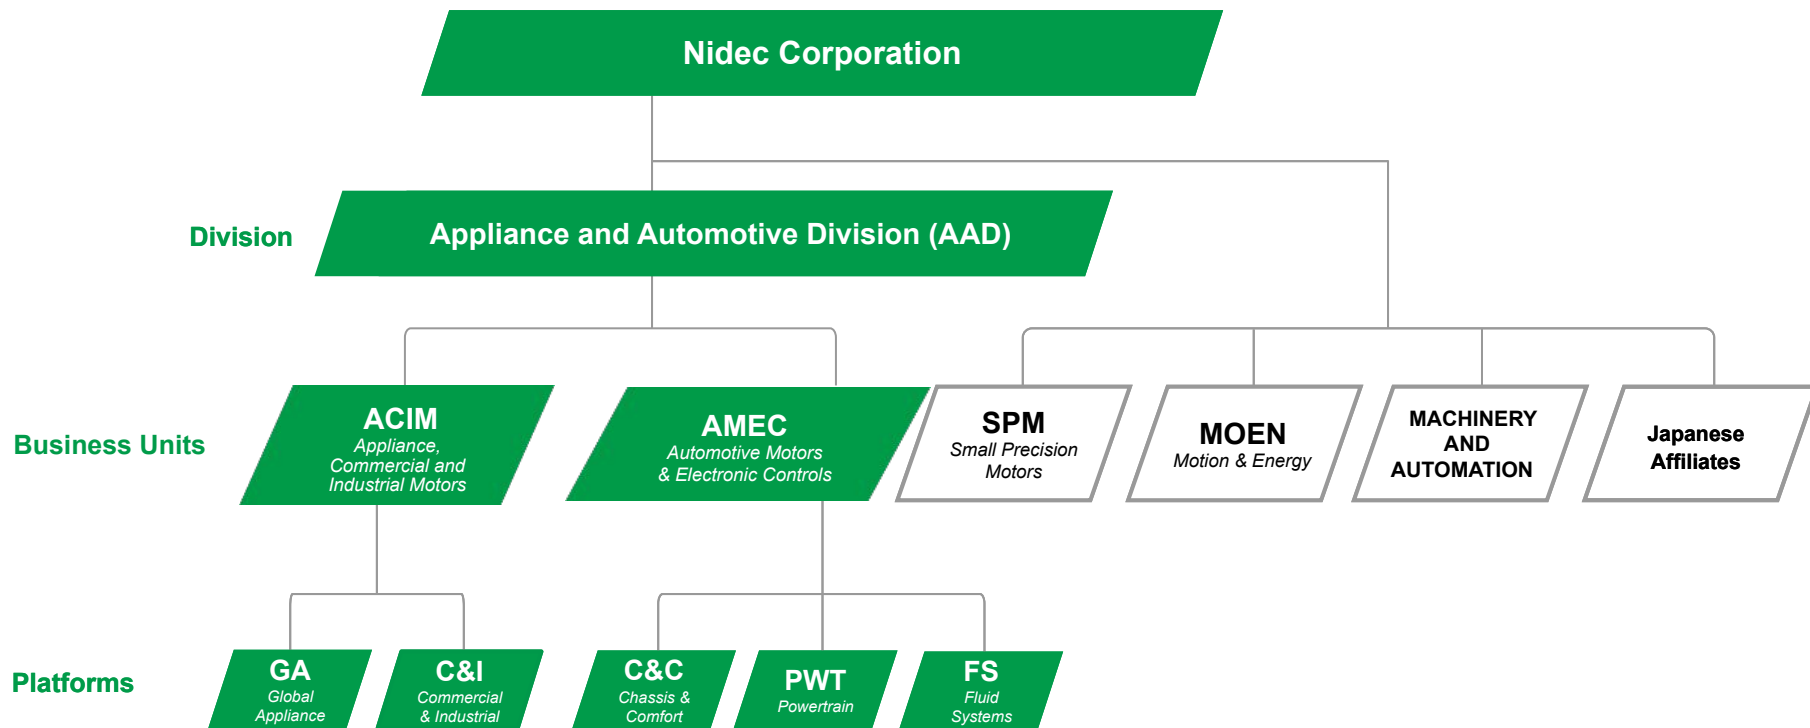 Nidec Corporation
Division
Appliance and Automotive Division (AAD)
Business Units
ACIM
Appliance,
Commercial and
Industrial Motors
AMEC
Automotive Motors
& Electronic Controls
SPM
Small Precision
Motors
MOEN
Motion & Energy
MACHINERY
AND
AUTOMATION
Japanese
Affiliates
Platforms
GA
Global
Appliance
C&I
Commercial
& Industrial
C&C
Chassis &
Comfort
PWT
Powertrain
FS
Fluid
Systems